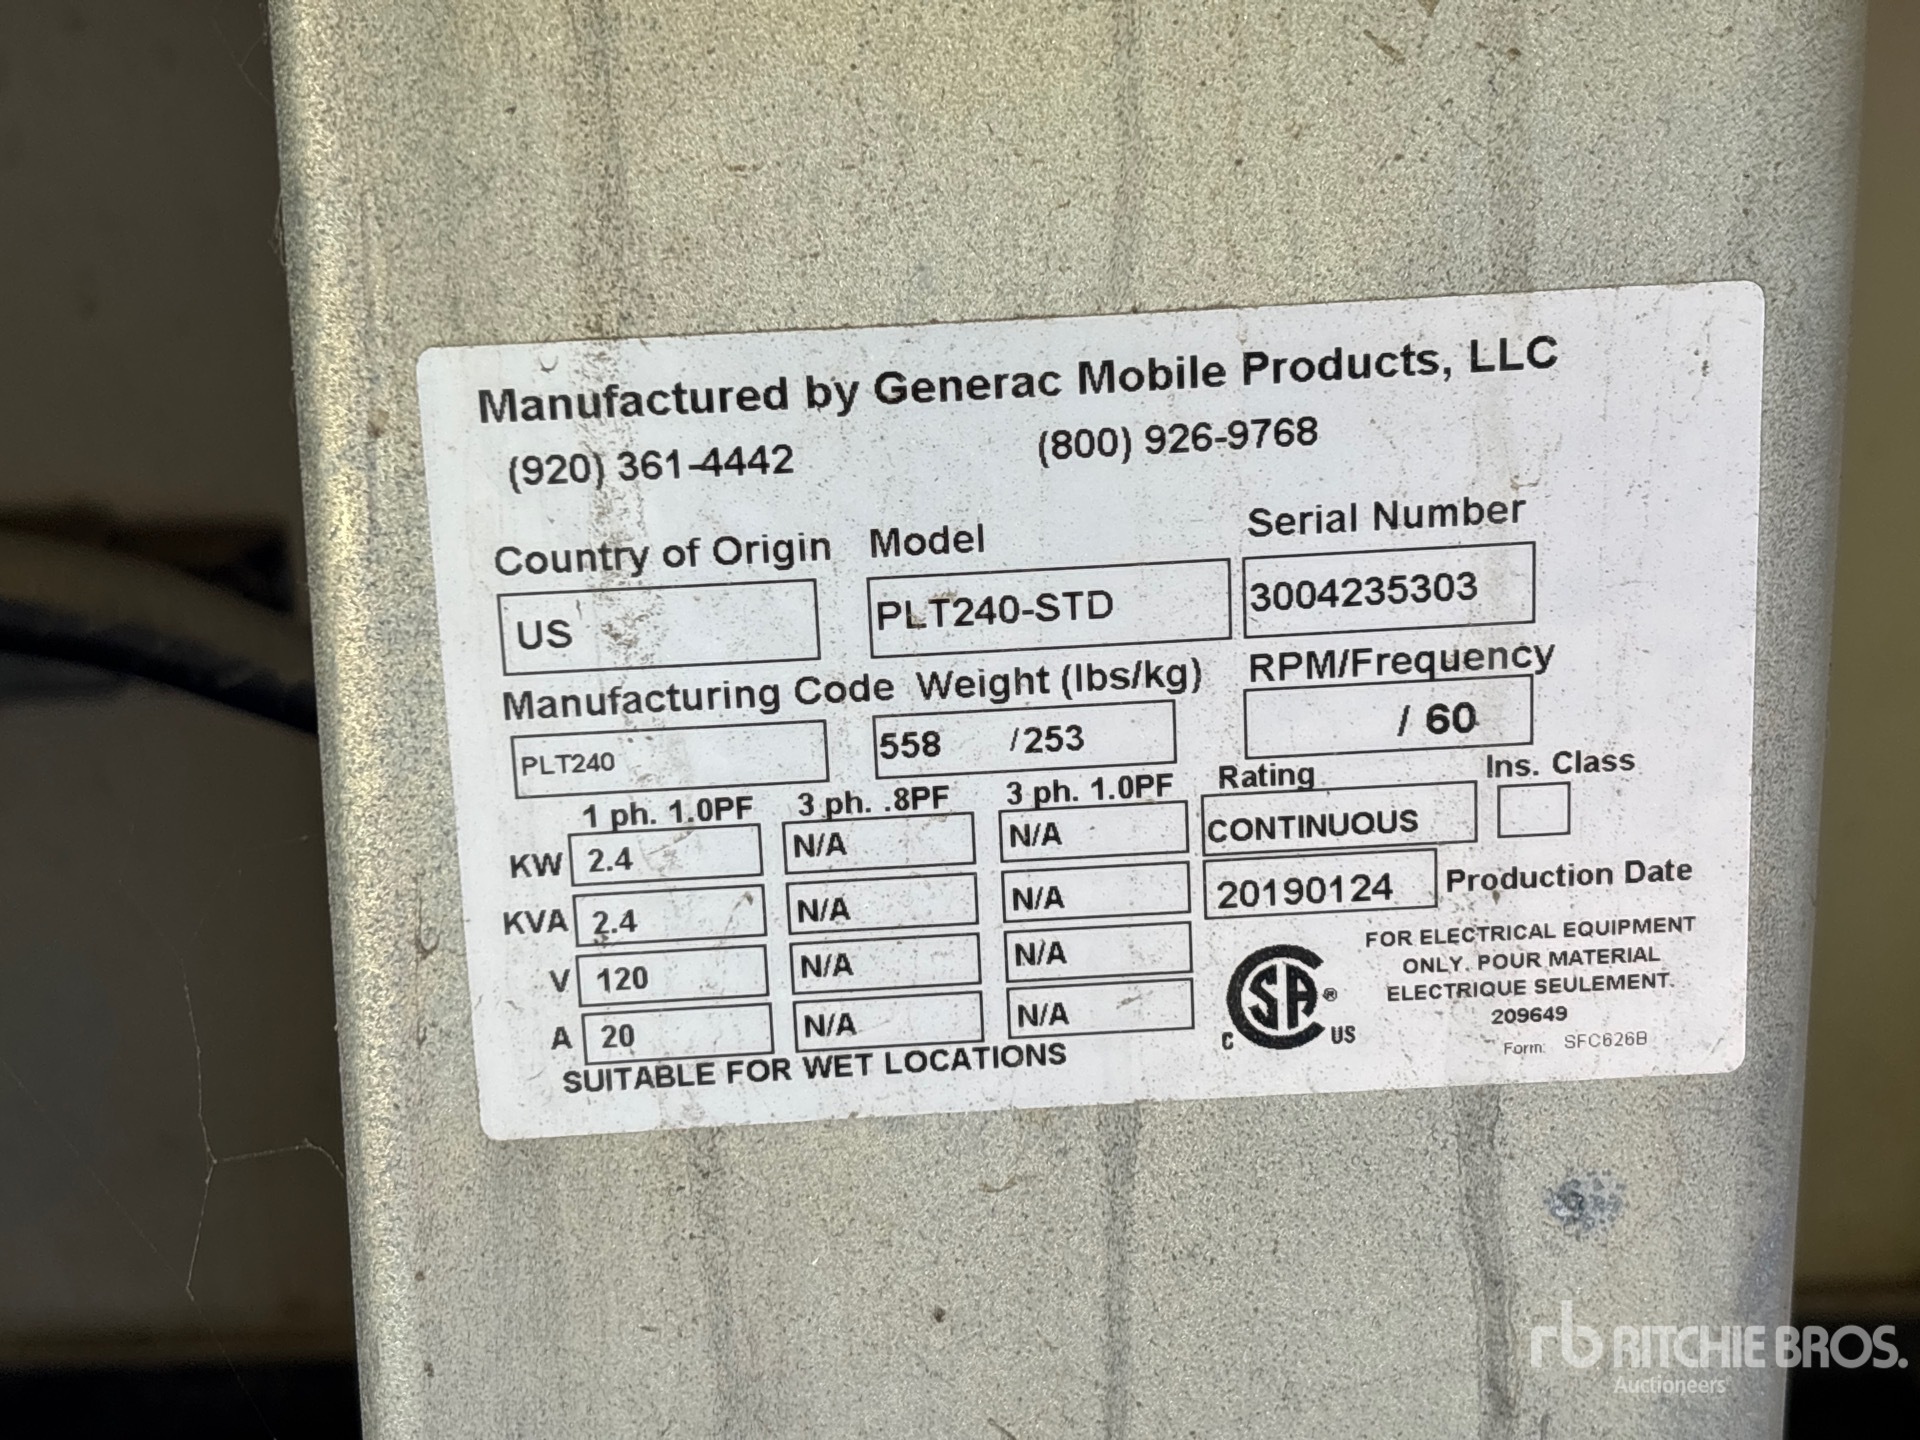 Manufactured by Generac Mobile Products, LLC
(920) 361-4442 (800) 926-9768
Country of Origin Model Serial Number
US PLT240-STD 3004235303
Manufacturing Code Weight (lbs/kg) RPM/Frequency
PLT240 558 /253 / 60
1 ph. 1.0PF 3 ph. .8PF 3 ph. 1.0PF Rating Ins. Class
KW 2.4 N/A N/A CONTINUOUS
KVA 2.4 N/A N/A 20190124 Production Date
V 120 N/A N/A
A 20 N/A N/A
SUITABLE FOR WET LOCATIONS
C SA ® US
FOR ELECTRICAL EQUIPMENT
ONLY. POUR MATERIAL
ELECTRIQUE SEULEMENT.
209649
Form: SFC626B
rb RITCHIE BROS.
Auctioneers